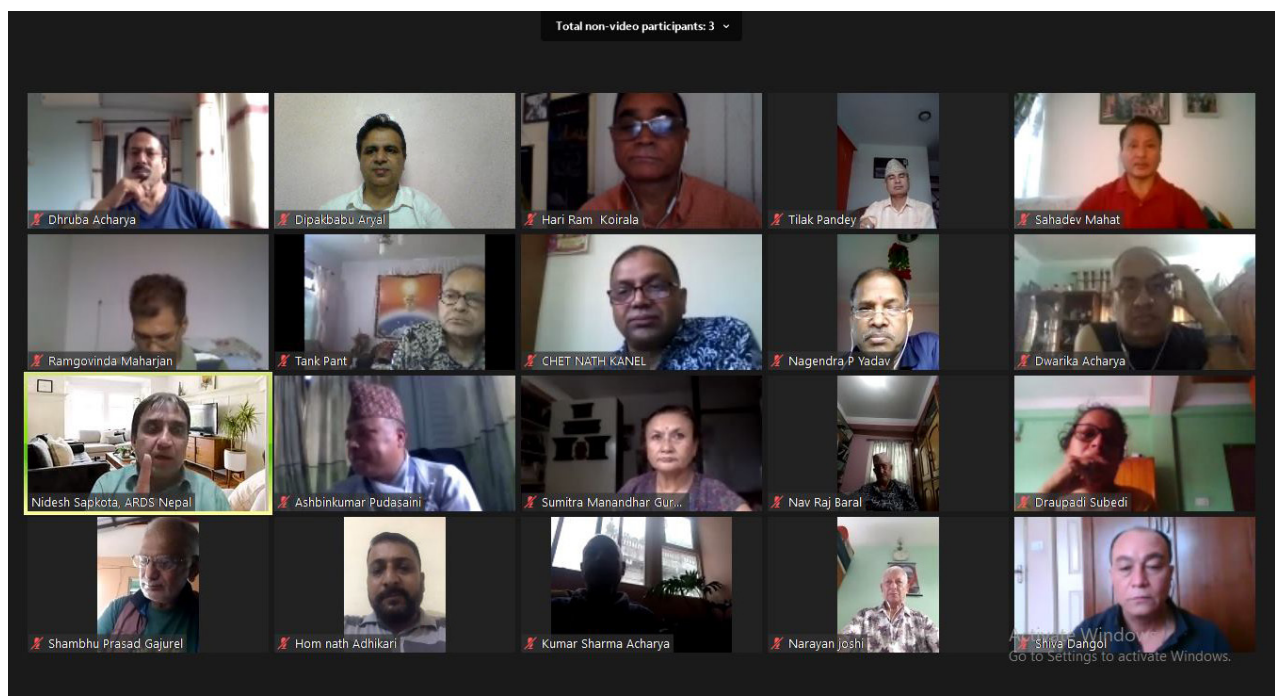 Total non-video participants: 3
Dhruba Acharya
Dipakbabu Aryal
Hari Ram Koirala
Tilak Pandey
Sahadev Mahat
Ramgovinda Maharjan
Tank Pant
CHET NATH KANEL
Nagendra P Yadav
Dwarika Acharya
Nidesh Sapkota, ARDS Nepal
Ashbinkumar Pudasaini
Sumitra Manandhar Gur...
Nav Raj Baral
Draupadi Subedi
Shambhu Prasad Gajurel
Hom nath Adhikari
Kumar Sharma Acharya
Narayan joshi
Shiva Dangol
Activate Windows
Go to Settings to activate Windows.